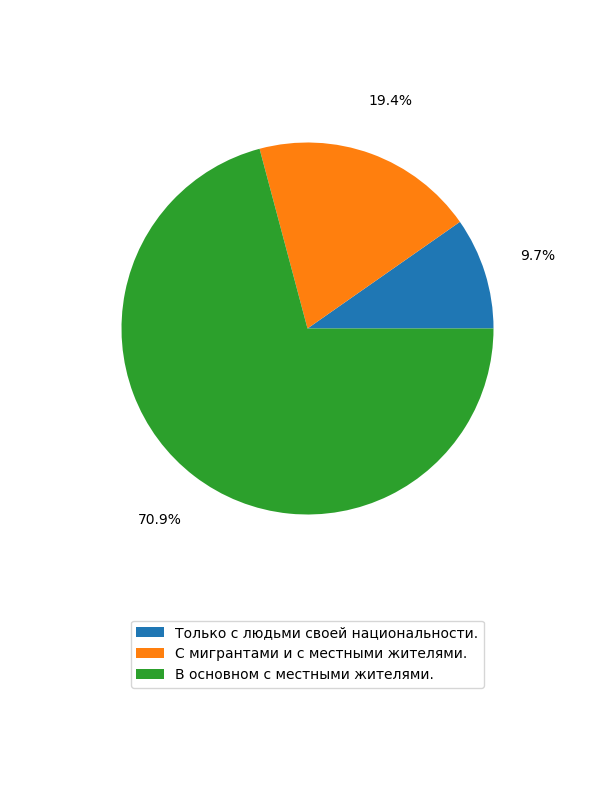 19.4%
9.7%
70.9%
Только с людьми своей национальности.
С мигрантами и с местными жителями.
В основном с местными жителями.